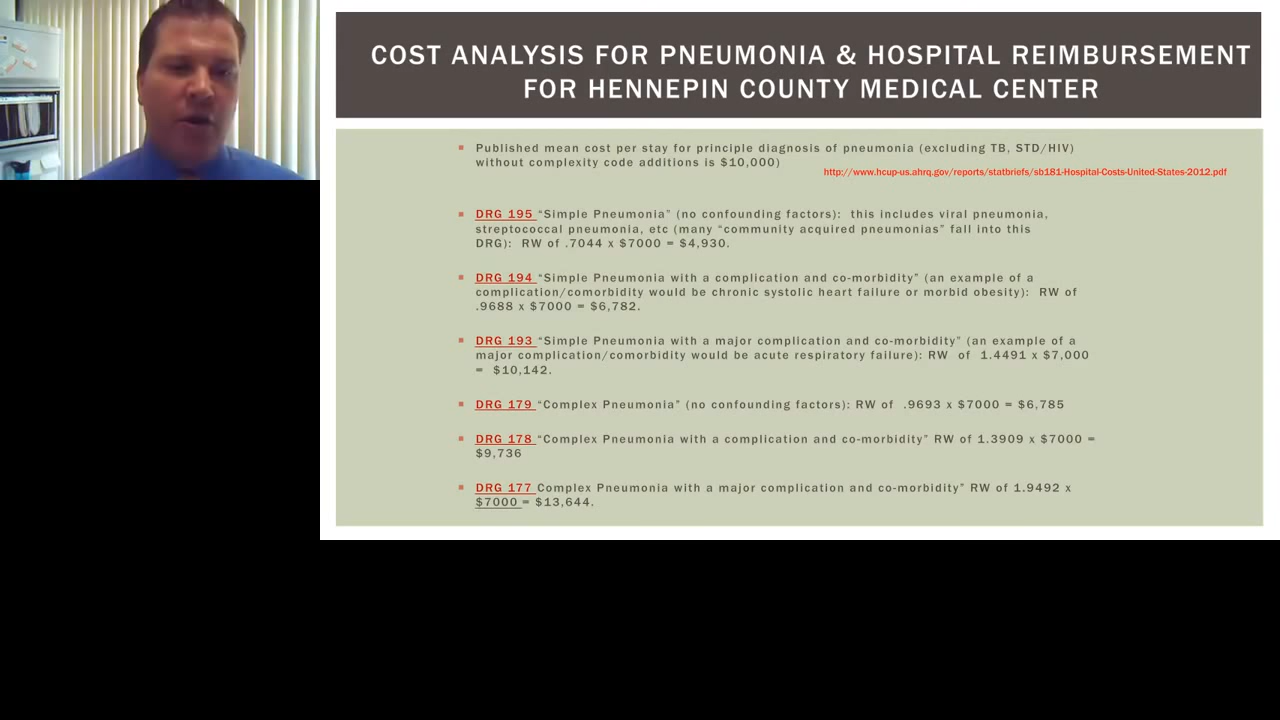 COST ANALYSIS FOR PNEUMONIA & HOSPITAL REIMBURSEMENT
FOR HENNEPIN COUNTY MEDICAL CENTER
Published mean cost per stay for principle diagnosis of pneumonia (excluding TB, STD/HIV)
without complexity code additions is $10,000)
http://www.hcup-us.ahrq.gov/reports/statbriefs/sb181-Hospital-Costs-United-States-2012.pdf
DRG 195 “Simple Pneumonia” (no confounding factors): this includes viral pneumonia,
streptococcal pneumonia, etc (many “community acquired pneumonias” fall into this
DRG): RW of .7044 x $7000 = $4,930.
DRG 194 “Simple Pneumonia with a complication and co-morbidity” (an example of a
complication/comorbidity would be chronic systolic heart failure or morbid obesity): RW of
.9688 x $7000 = $6,782.
DRG 193 “Simple Pneumonia with a major complication and co-morbidity” (an example of a
major complication/comorbidity would be acute respiratory failure): RW of 1.4491 x $7,000
= $10,142.
DRG 179 “Complex Pneumonia” (no confounding factors): RW of .9693 x $7000 = $6,785
DRG 178 “Complex Pneumonia with a complication and co-morbidity” RW of 1.3909 x $7000 =
$9,736
DRG 177 Complex Pneumonia with a major complication and co-morbidity” RW of 1.9492 x
$7000 = $13,644.